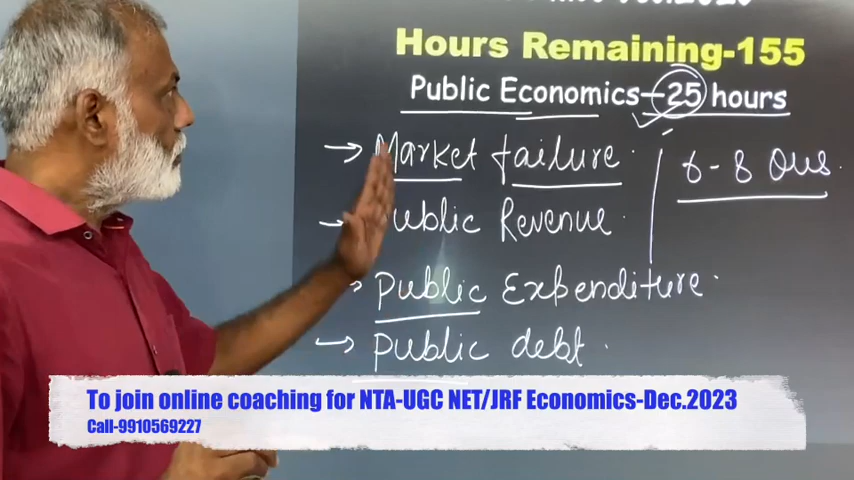 Hours Remaining-155
Public Economics-25 hours
→ Market failure.
6-8 Qus.
→ Public Revenue.
→ Public Expenditure.
→ Public debt.
To join online coaching for NTA-UGC NET/JRF Economics-Dec.2023
Call-9910569227